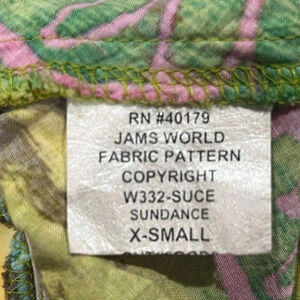 RN #40179
JAMS WORLD
FABRIC PATTERN
COPYRIGHT
W332-SUCE
SUNDANCE
X-SMALL